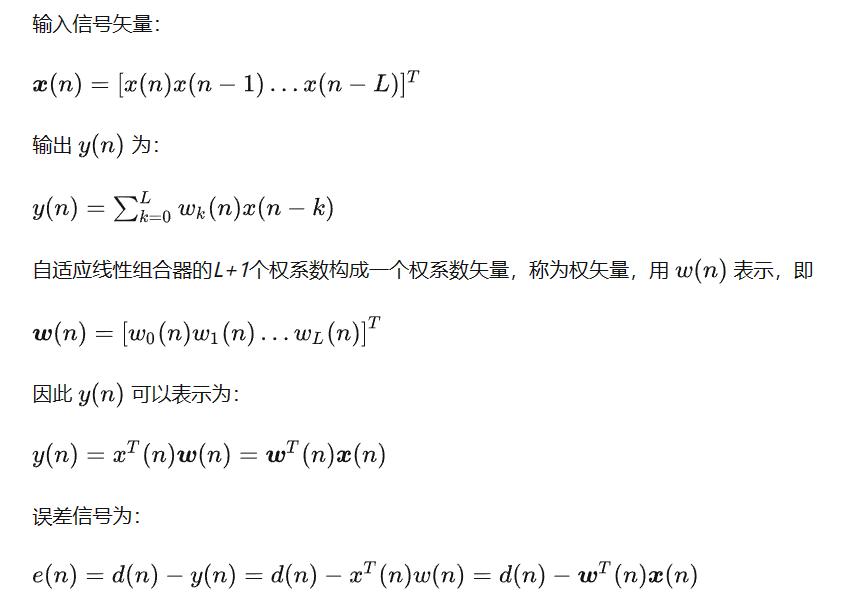 输入信号矢量：
𝒙(n) = [x(n)x(n − 1) … x(n − L)]^T
输出 y(n) 为：
y(n) = ∑_{k=0}^{L} w_k(n)x(n − k)
自适应线性组合器的L+1个权系数构成一个权系数矢量，称为权矢量，用 w(n) 表示，即
𝒘(n) = [w_0(n)w_1(n) … w_L(n)]^T
因此 y(n) 可以表示为：
y(n) = x^T(n)𝒘(n) = 𝒘^T(n)𝒙(n)
误差信号为：
e(n) = d(n) − y(n) = d(n) − x^T(n)w(n) = d(n) − 𝒘^T(n)𝒙(n)